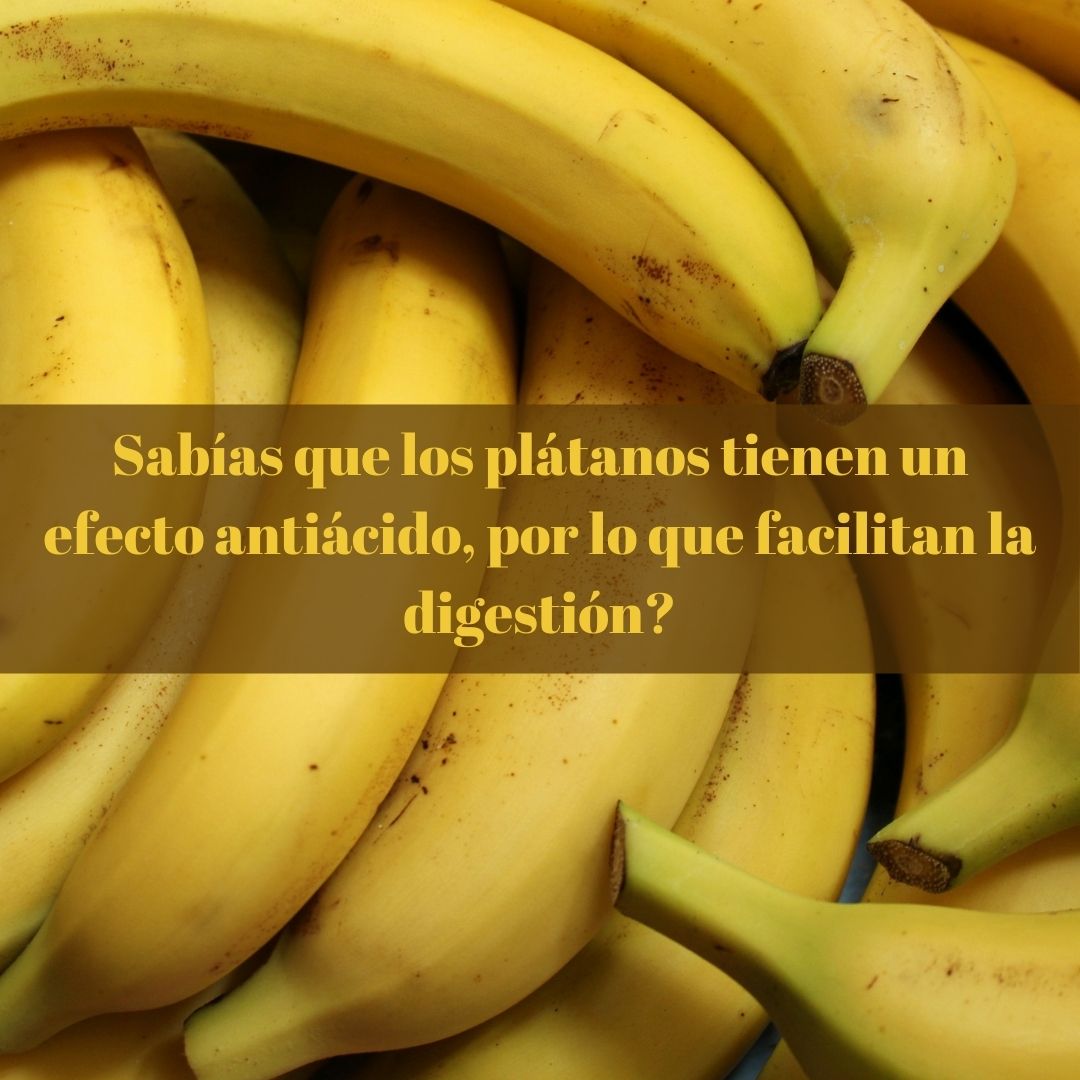 Sabías que los plátanos tienen un
efecto antiácido, por lo que facilitan la
digestión?